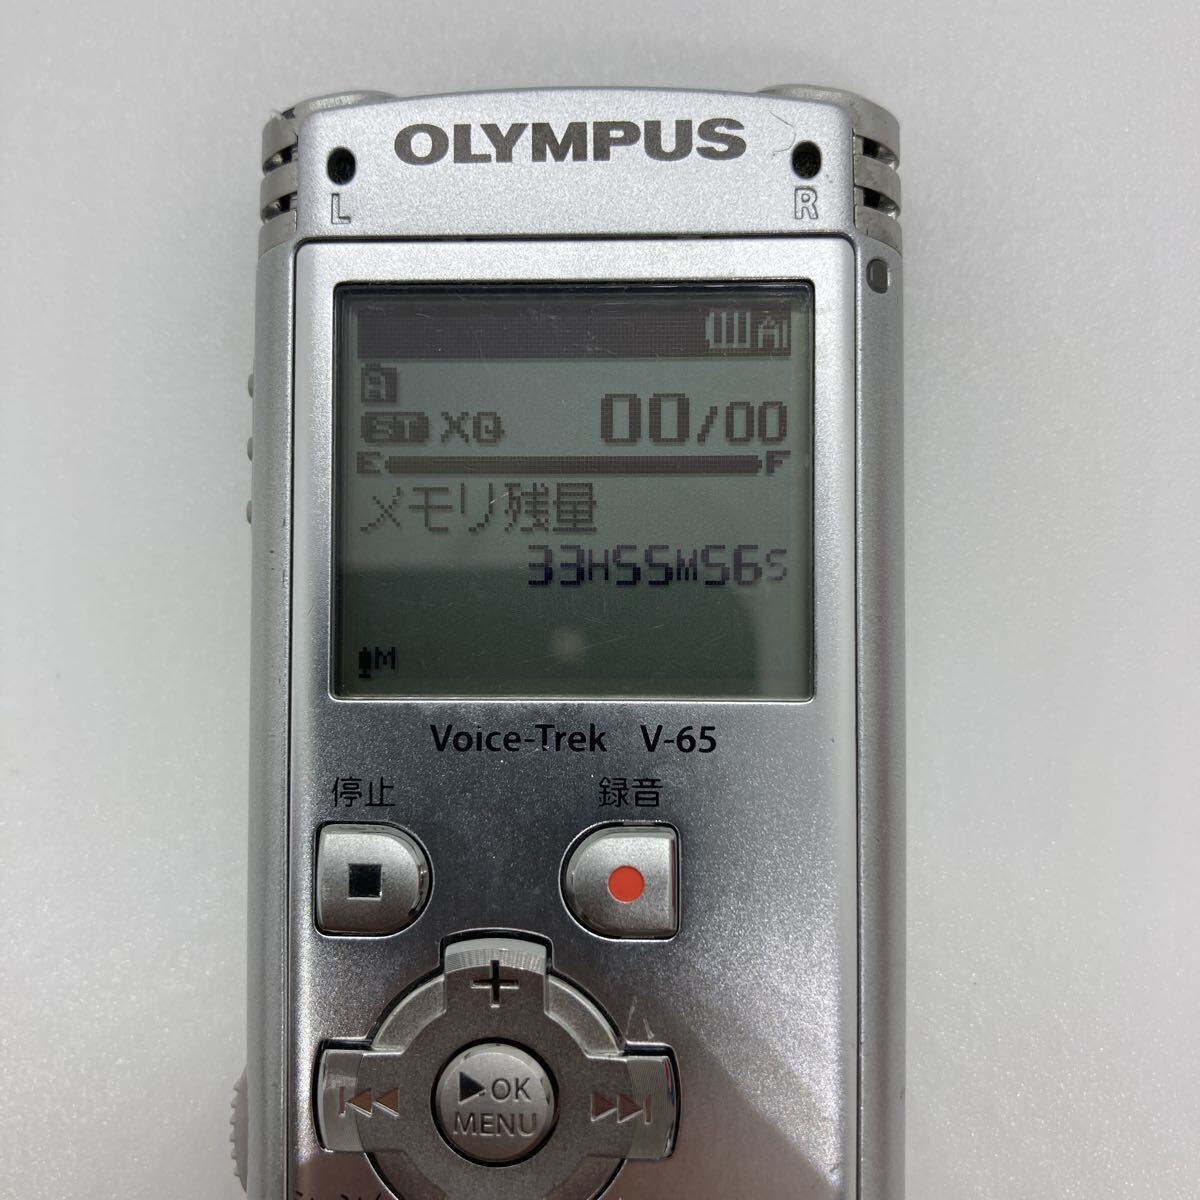 OLYMPUS
L R
A
ST XQ 00/00
E F
メモリ残量
33H55M56S
M
Voice-Trek V-65
停止 録音
+
OK
MENU